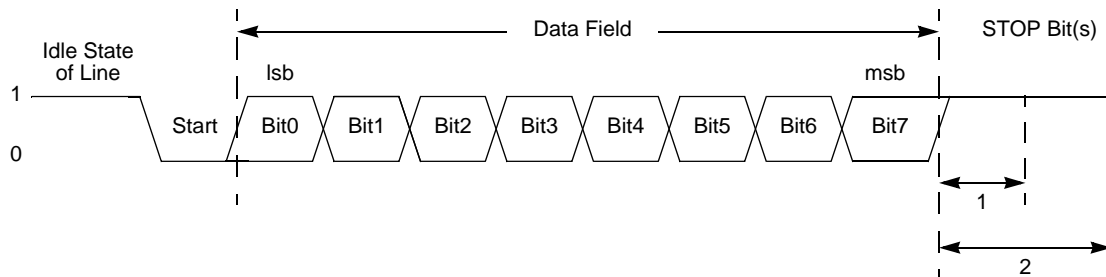 Data Field
STOP Bit(s)
Idle State
of Line
lsb
msb
1
Start
Bit0
Bit1
Bit2
Bit3
Bit4
Bit5
Bit6
Bit7
0
1
2